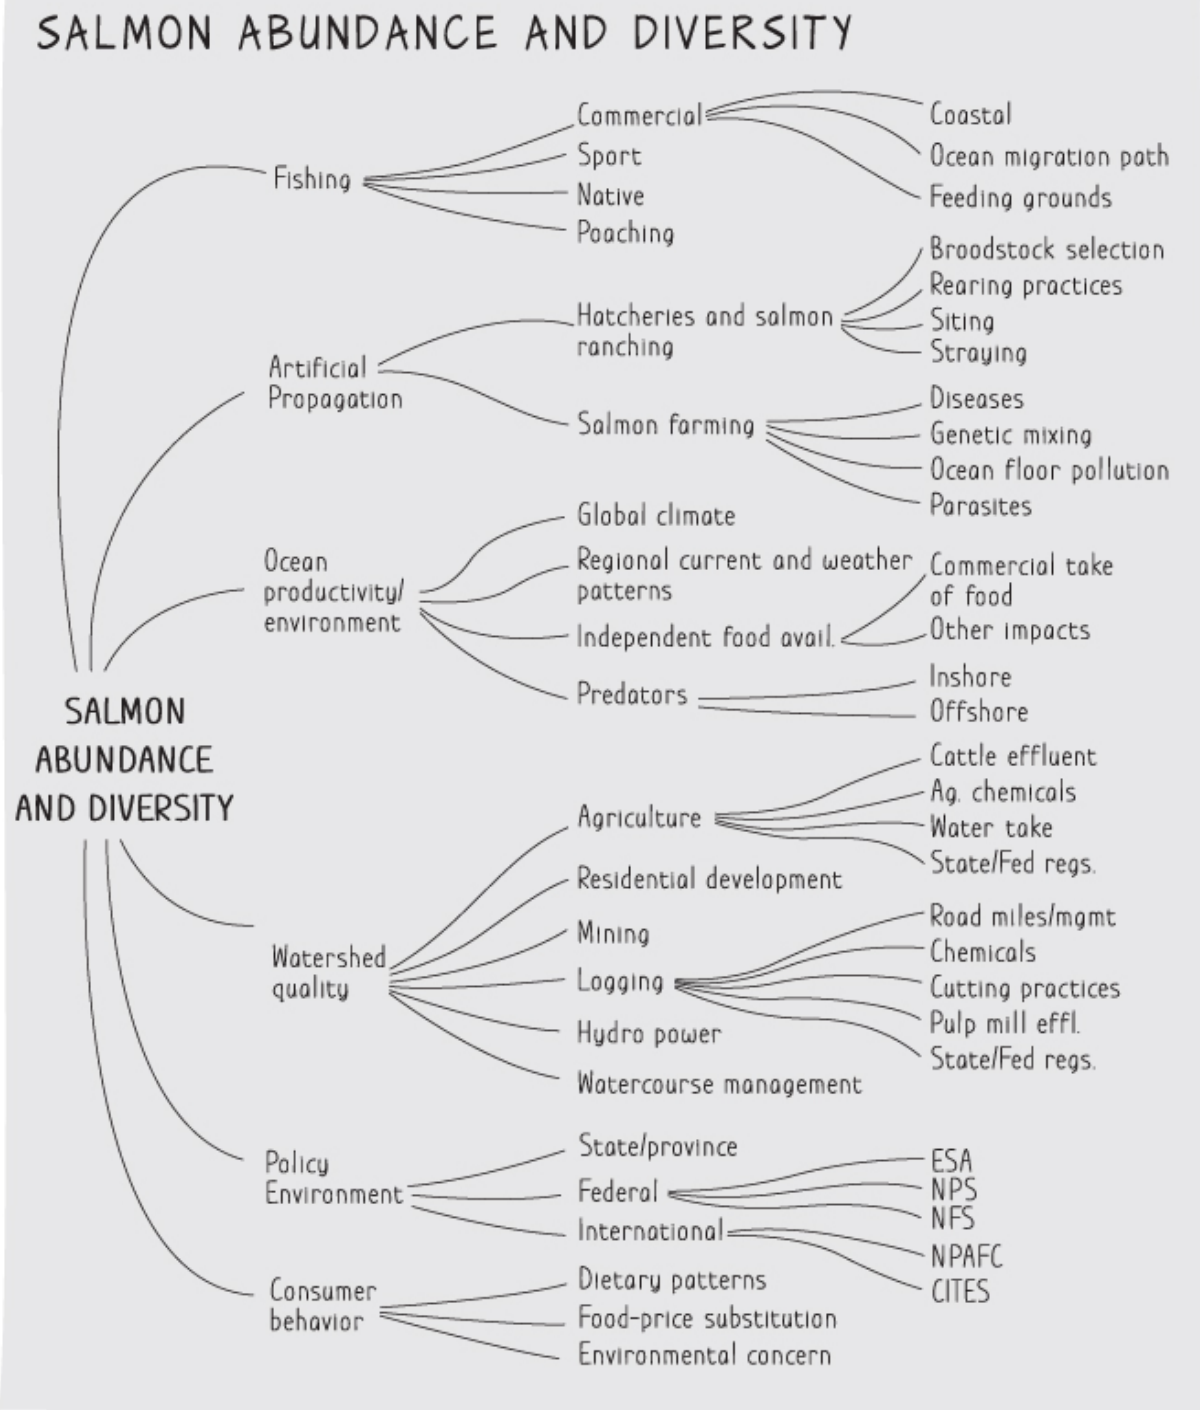 SALMON ABUNDANCE AND DIVERSITY
Fishing
Commercial
Coastal
Ocean migration path
Feeding grounds
Sport
Native
Poaching
Artificial
Propagation
Hatcheries and salmon
ranching
Broodstock selection
Rearing practices
Siting
Straying
Salmon farming
Diseases
Genetic mixing
Ocean floor pollution
Parasites
Ocean
productivity/
environment
Global climate
Regional current and weather
patterns
Independent food avail.
Commercial take
of food
Other impacts
Predators
Inshore
Offshore
SALMON
ABUNDANCE
AND DIVERSITY
Watershed
quality
Agriculture
Cattle effluent
Ag. chemicals
Water take
State/Fed regs.
Residential development
Mining
Logging
Road miles/mgmt
Chemicals
Cutting practices
Pulp mill effl.
State/Fed regs.
Hydro power
Watercourse management
Policy
Environment
State/province
Federal
ESA
NPS
NFS
International
NPAFC
CITES
Consumer
behavior
Dietary patterns
Food-price substitution
Environmental concern